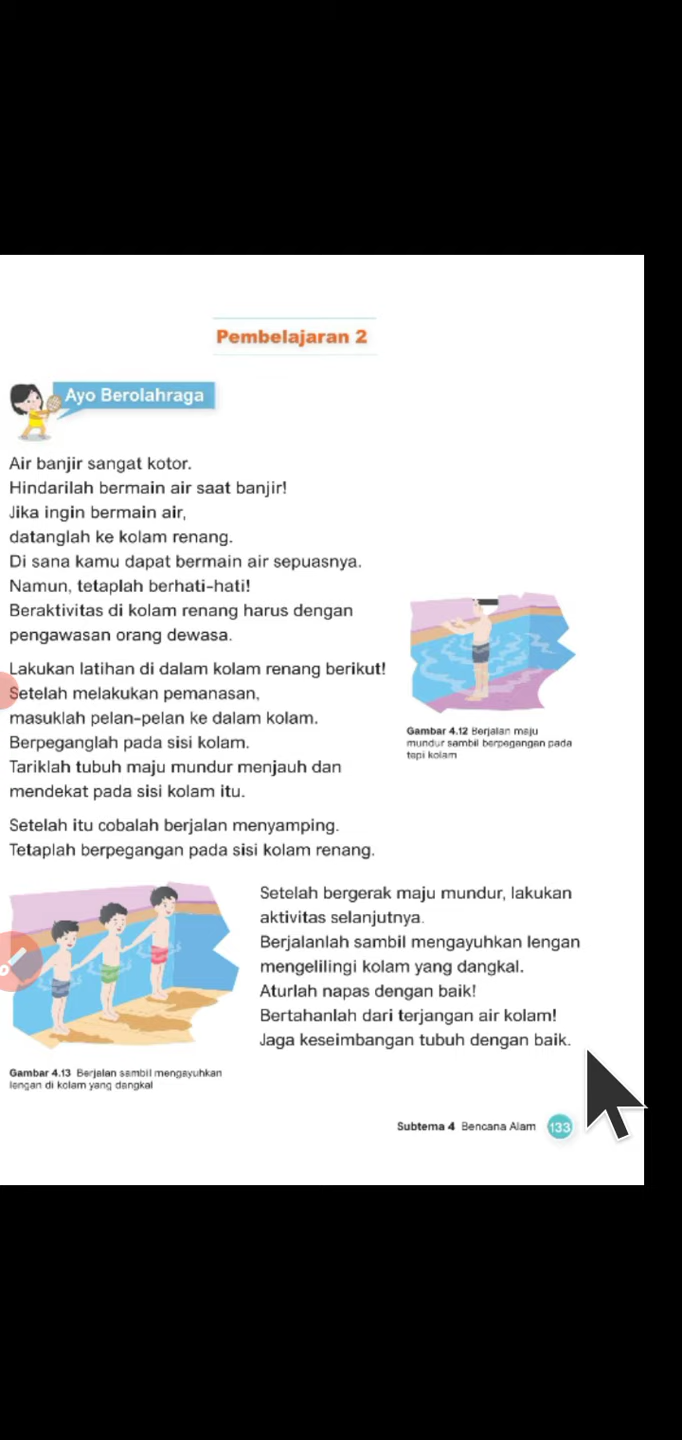 Pembelajaran 2
Ayo Berolahraga
Air banjir sangat kotor.
Hindarilah bermain air saat banjir!
Jika ingin bermain air,
datanglah ke kolam renang.
Di sana kamu dapat bermain air sepuasnya.
Namun, tetaplah berhati-hati!
Beraktivitas di kolam renang harus dengan
pengawasan orang dewasa.
Lakukan latihan di dalam kolam renang berikut!
Setelah melakukan pemanasan,
masuklah pelan-pelan ke dalam kolam.
Berpeganglah pada sisi kolam.
Tariklah tubuh maju mundur menjauh dan
mendekat pada sisi kolam itu.
Gambar 4.12 Berjalan maju
mundur sambil berpegangan pada
tepi kolam
Setelah itu cobalah berjalan menyamping.
Tetaplah berpegangan pada sisi kolam renang.
Setelah bergerak maju mundur, lakukan
aktivitas selanjutnya.
Berjalanlah sambil mengayuhkan lengan
mengelilingi kolam yang dangkal.
Aturlah napas dengan baik!
Bertahanlah dari terjangan air kolam!
Jaga keseimbangan tubuh dengan baik.
Gambar 4.13 Berjalan sambil mengayuhkan
lengan di kolam yang dangkal
Subtema 4 Bencana Alam 133